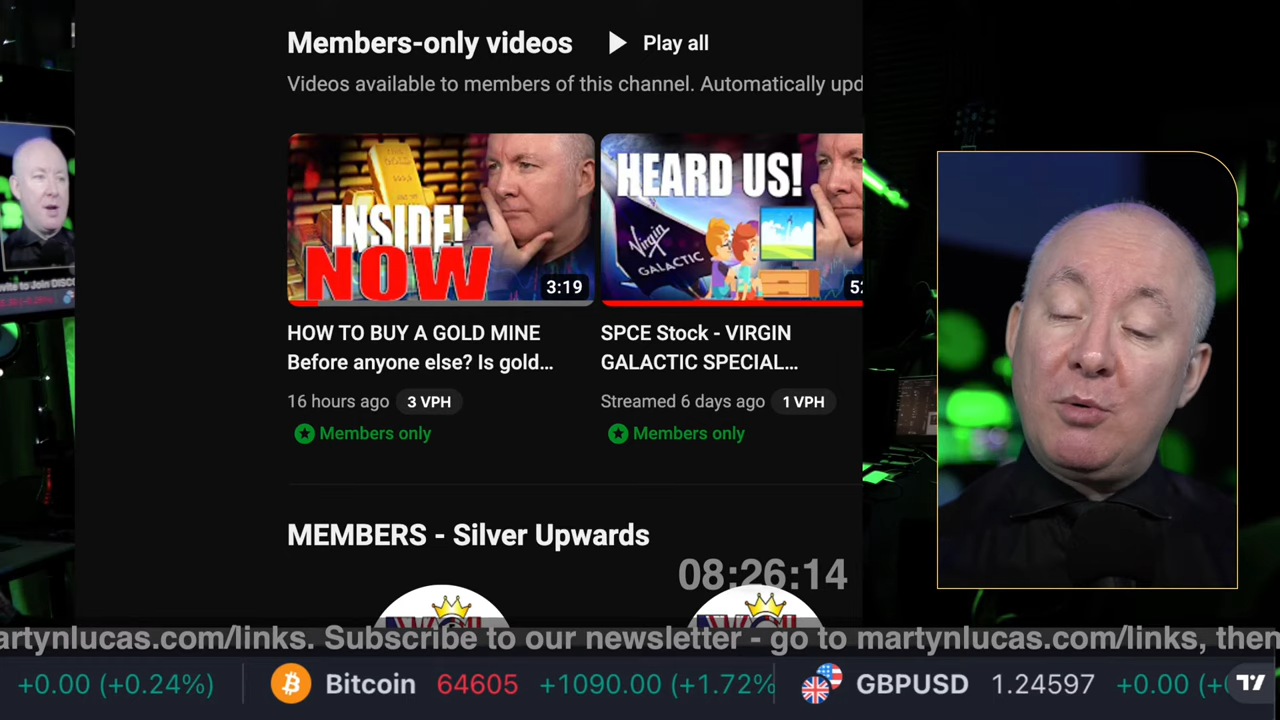 Members-only videos
Play all
Videos available to members of this channel. Automatically upd
INSIDE!
NOW
3:19
HEARD US!
Virgin
GALACTIC
52
HOW TO BUY A GOLD MINE
Before anyone else? Is gold...
SPCE Stock - VIRGIN
GALACTIC SPECIAL...
16 hours ago
3 VPH
Streamed 6 days ago
1 VPH
Members only
Members only
MEMBERS - Silver Upwards
08:26:14
artynlucas.com/links. Subscribe to our newsletter - go to martynlucas.com/links, then
+0.00 (+0.24%)
Bitcoin 64605 +1090.00 (+1.72%
GBPUSD 1.24597 +0.00 (+0